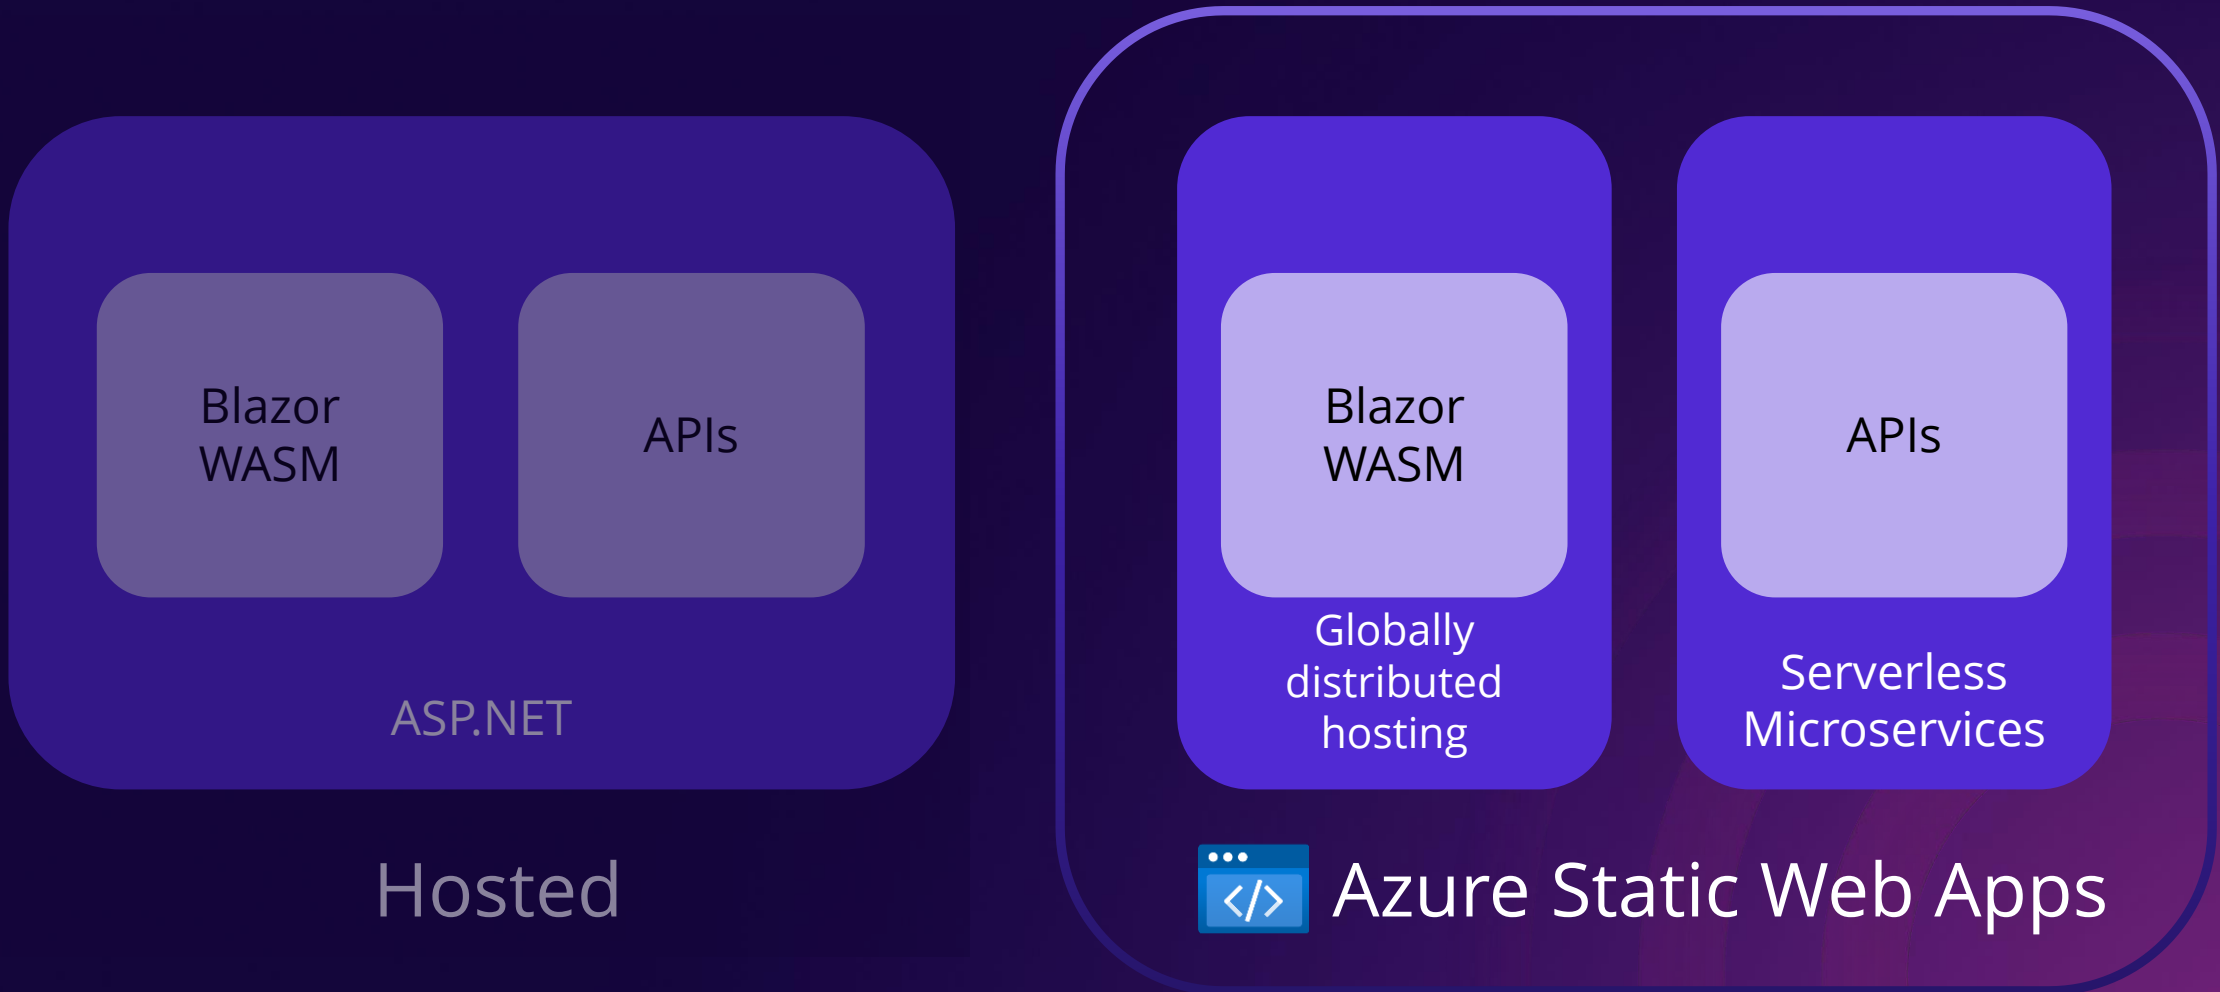 Blazor
WASM
APIs
ASP.NET
Hosted
Blazor
WASM
Globally
distributed
hosting
APIs
Serverless
Microservices
</>
Azure Static Web Apps